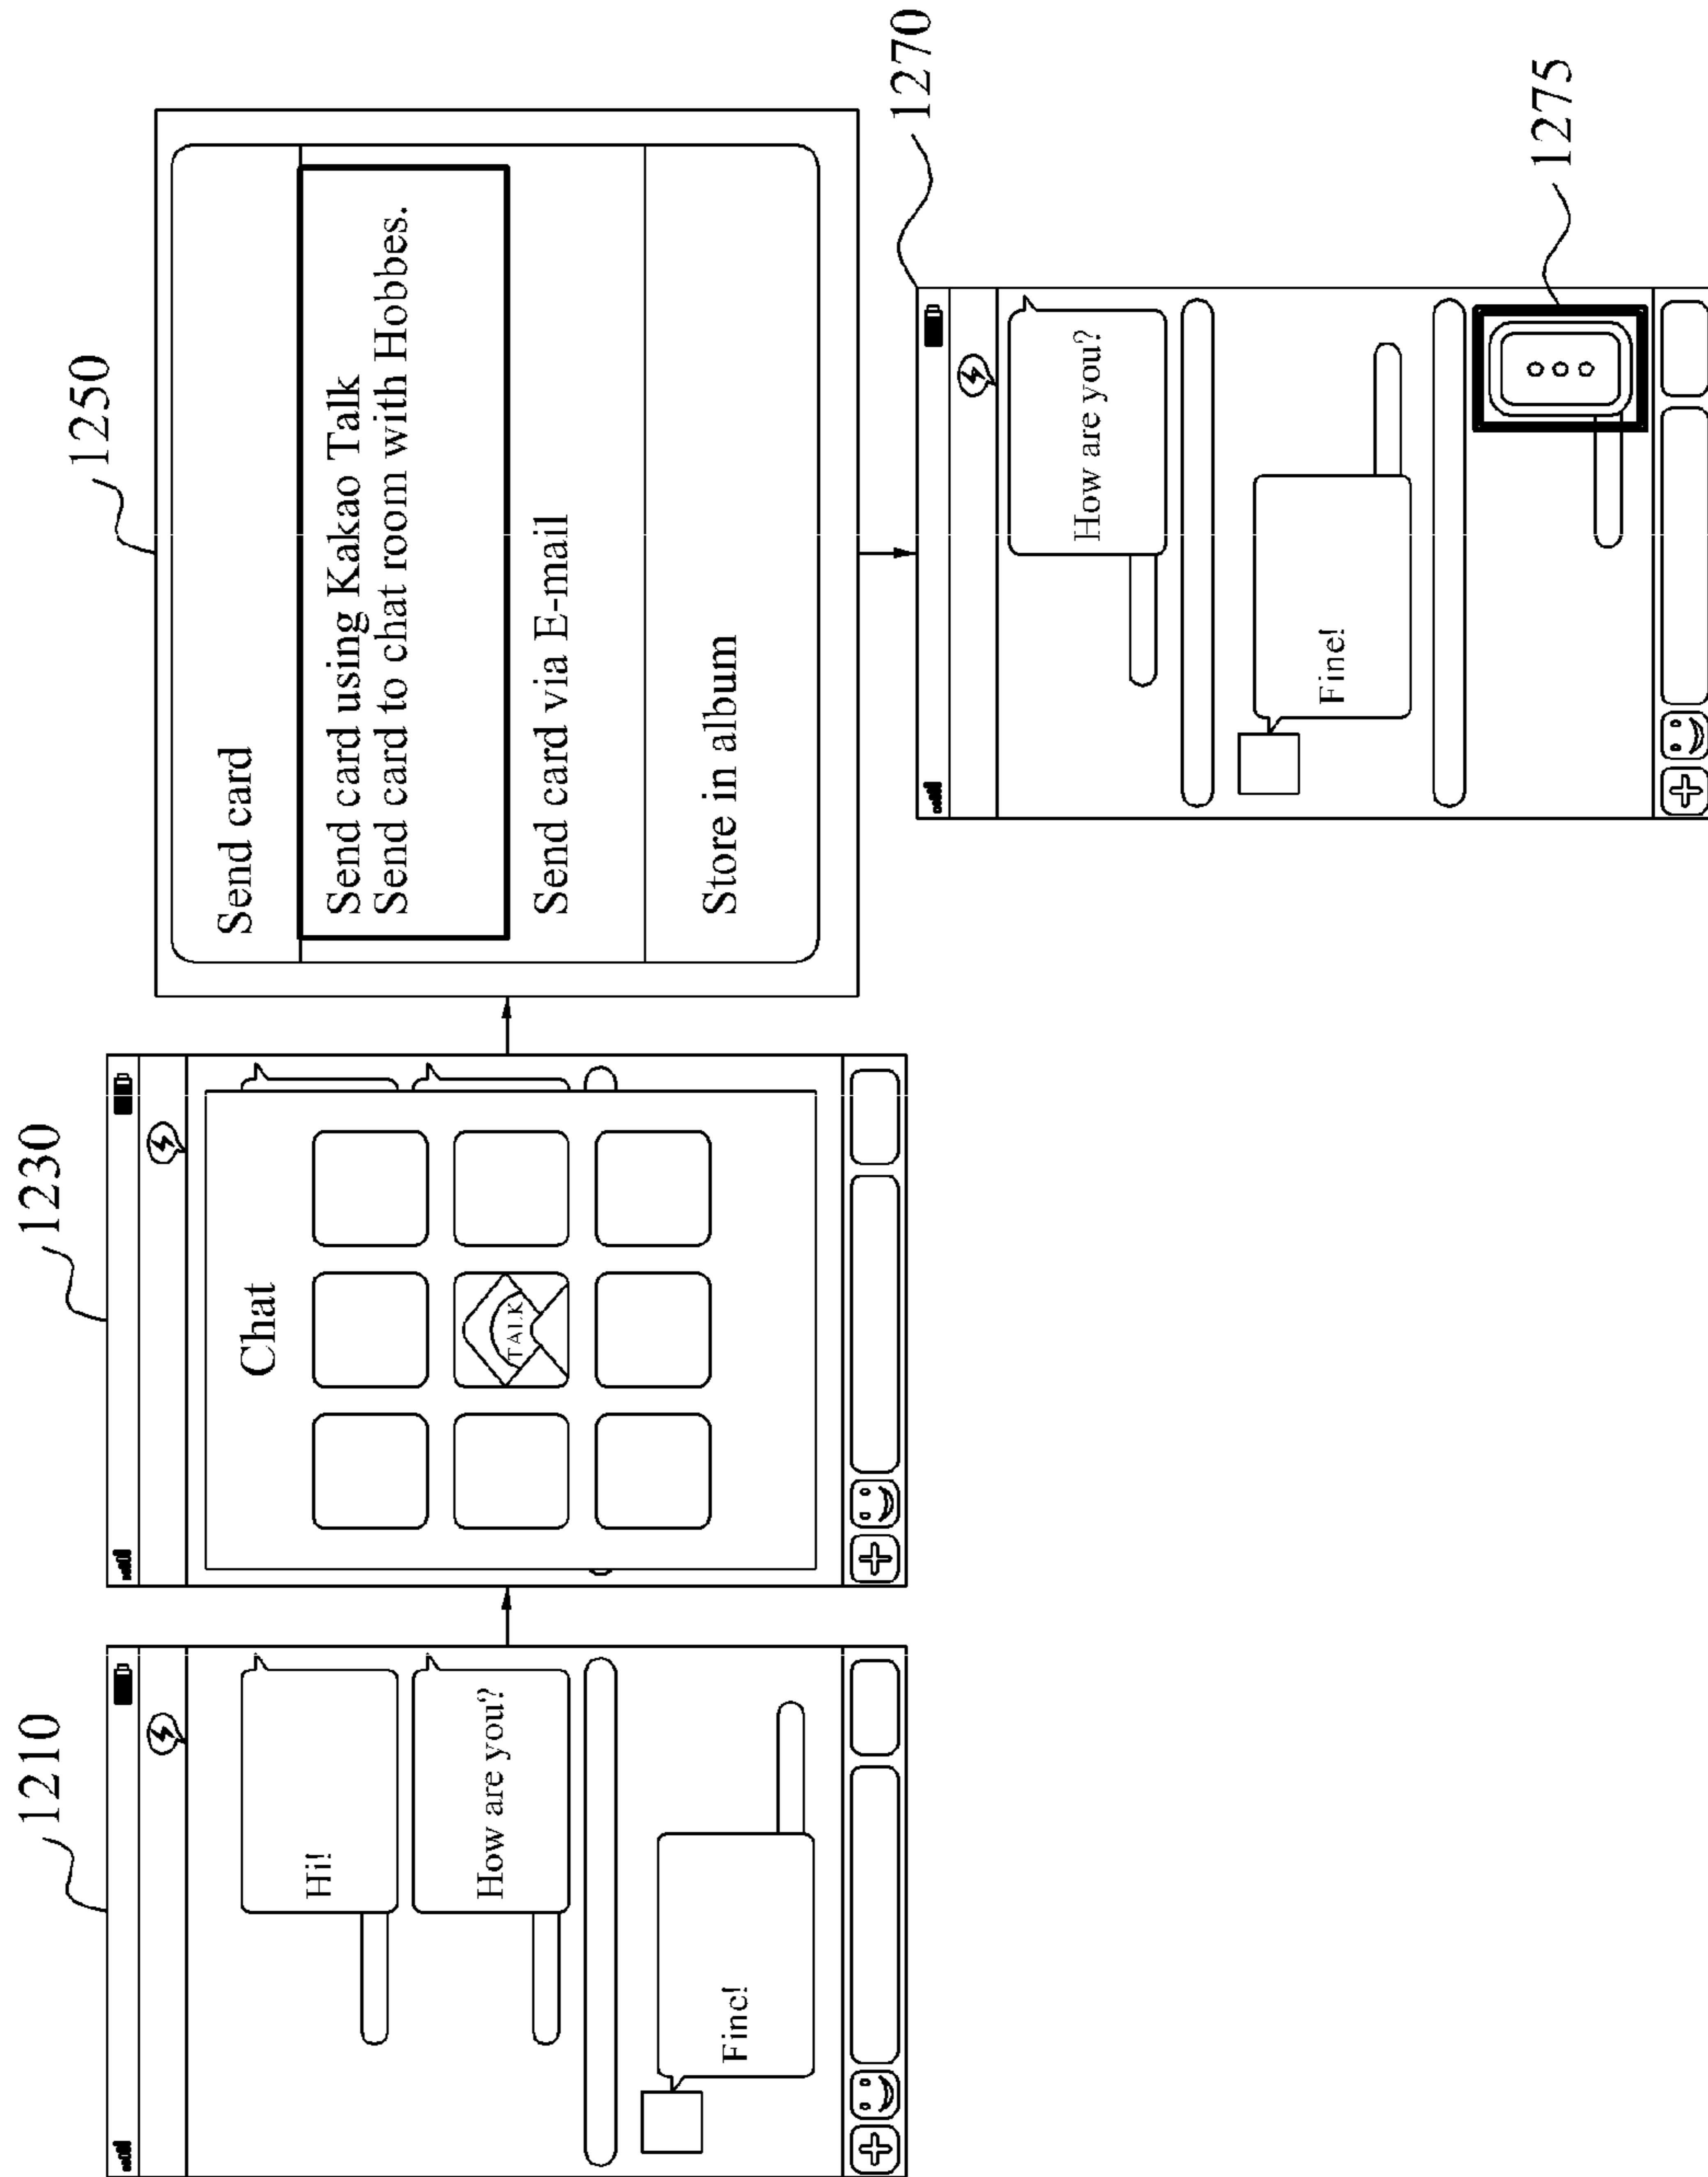 1210
Hi!
How are you?
Fine!
1230
Chat
TALK
1250
Send card
Send card using Kakao Talk
Send card to chat room with Hobbes.
Send card via E-mail
Store in album
1270
How are you?
Fine!
1275